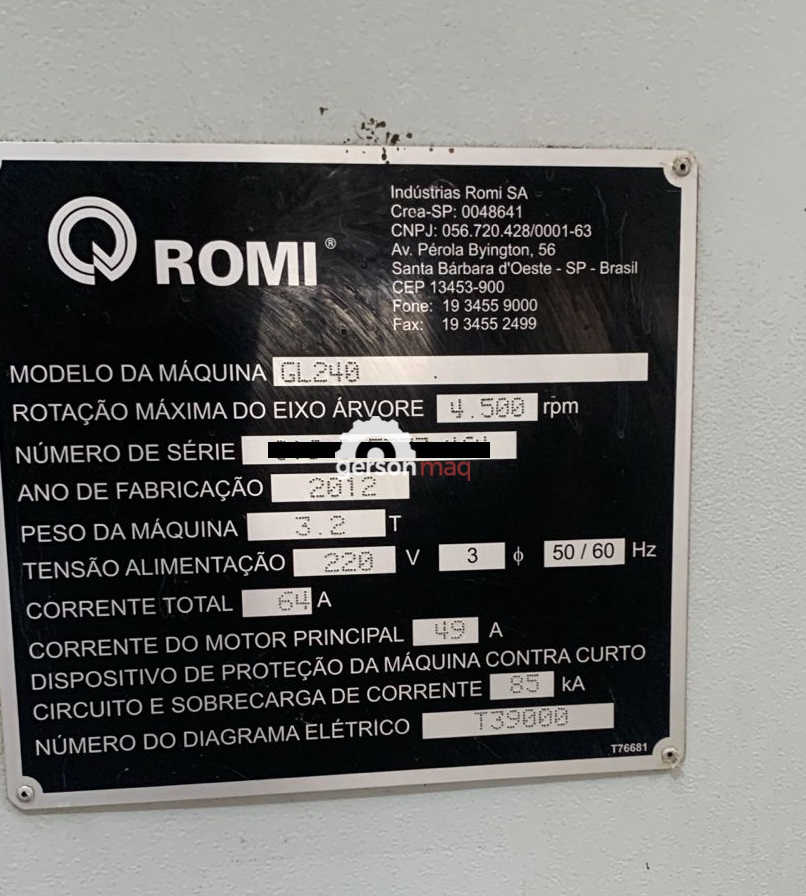 Indústrias Romi SA
Crea-SP: 0048641
CNPJ: 056.720.428/0001-63
Av. Pérola Byington, 56
Santa Bárbara d'Oeste - SP - Brasil
CEP 13453-900
Fone: 19 3455 9000
Fax: 19 3455 2499
ROMI®
MODELO DA MÁQUINA GL240
ROTAÇÃO MÁXIMA DO EIXO ÁRVORE 4.500 rpm
NÚMERO DE SÉRIE
gersonmaq
ANO DE FABRICAÇÃO 2012
PESO DA MÁQUINA 3.2 T
TENSÃO ALIMENTAÇÃO 220 V 3 ϕ 50 / 60 Hz
CORRENTE TOTAL 64 A
CORRENTE DO MOTOR PRINCIPAL 49 A
DISPOSITIVO DE PROTEÇÃO DA MÁQUINA CONTRA CURTO
CIRCUITO E SOBRECARGA DE CORRENTE 85 kA
NÚMERO DO DIAGRAMA ELÉTRICO T39000
T76681